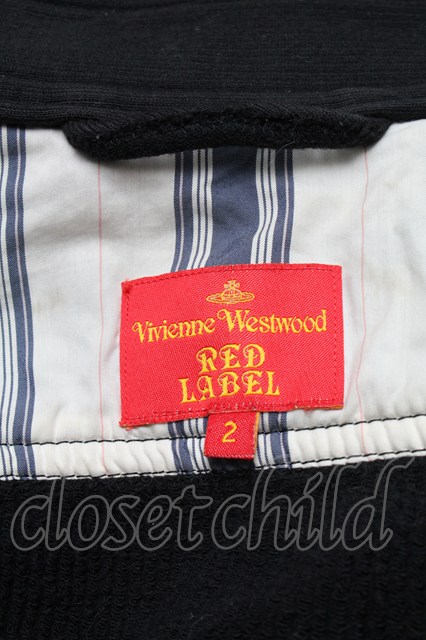 Vivienne Westwood
RED
LABEL
2
closetchild